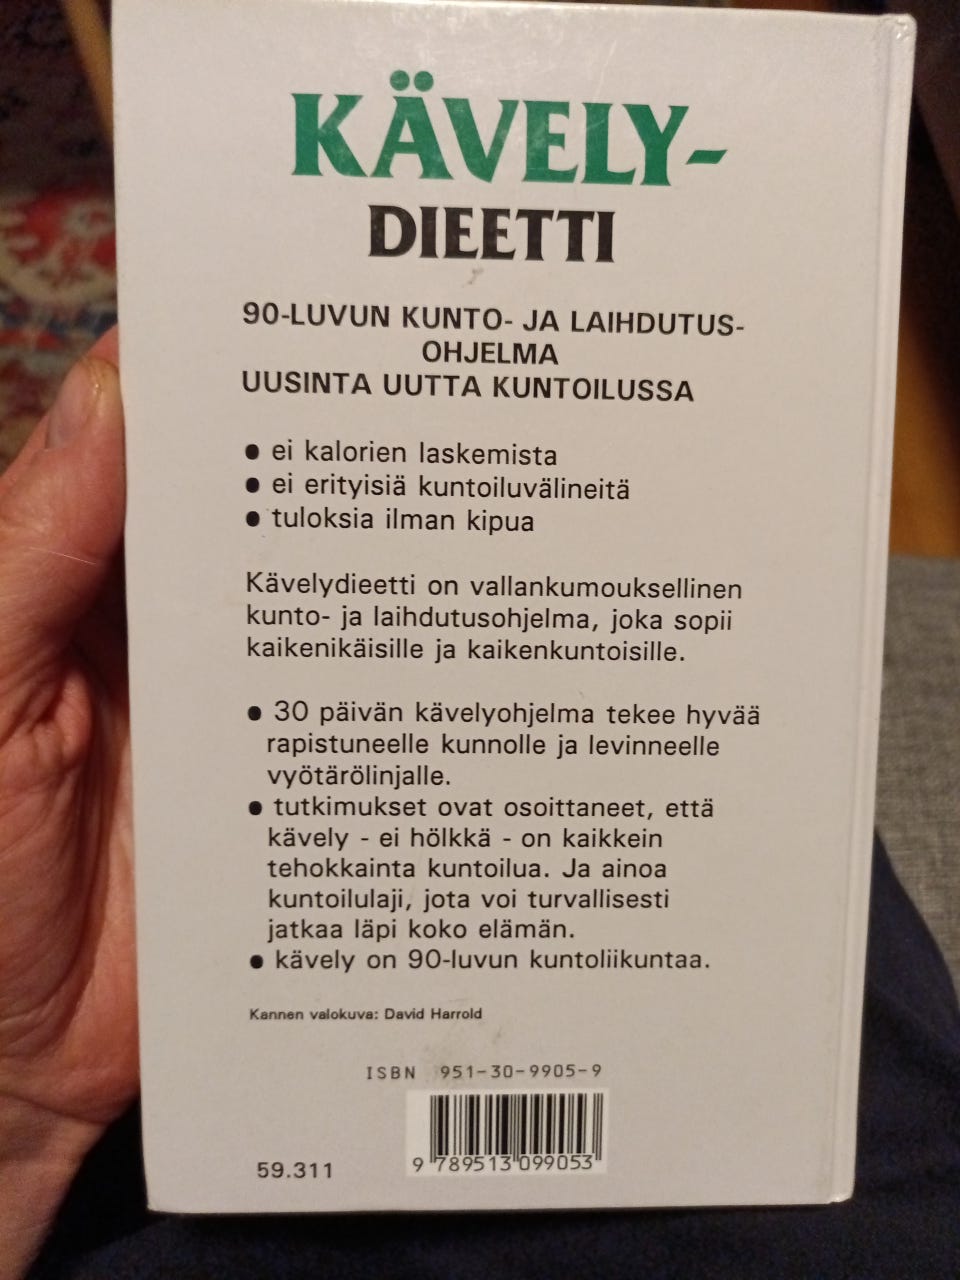 KÄVELY-
DIEETTI
90-LUVUN KUNTO- JA LAIHDUTUS-
OHJELMA
UUSINTA UUTTA KUNTOILUSSA
● ei kalorien laskemista
● ei erityisiä kuntoiluvälineitä
● tuloksia ilman kipua
Kävelydieetti on vallankumouksellinen
kunto- ja laihdutusohjelma, joka sopii
kaikenikäisille ja kaikenkuntoisille.
● 30 päivän kävelyohjelma tekee hyvää
rapistuneelle kunnolle ja levinneelle
vyötärölinjalle.
● tutkimukset ovat osoittaneet, että
kävely - ei hölkkä - on kaikkein
tehokkainta kuntoilua. Ja ainoa
kuntoilulaji, jota voi turvallisesti
jatkaa läpi koko elämän.
● kävely on 90-luvun kuntoliikuntaa.
Kannen valokuva: David Harrold
ISBN 951-30-9905-9
9 789513 099053
59.311